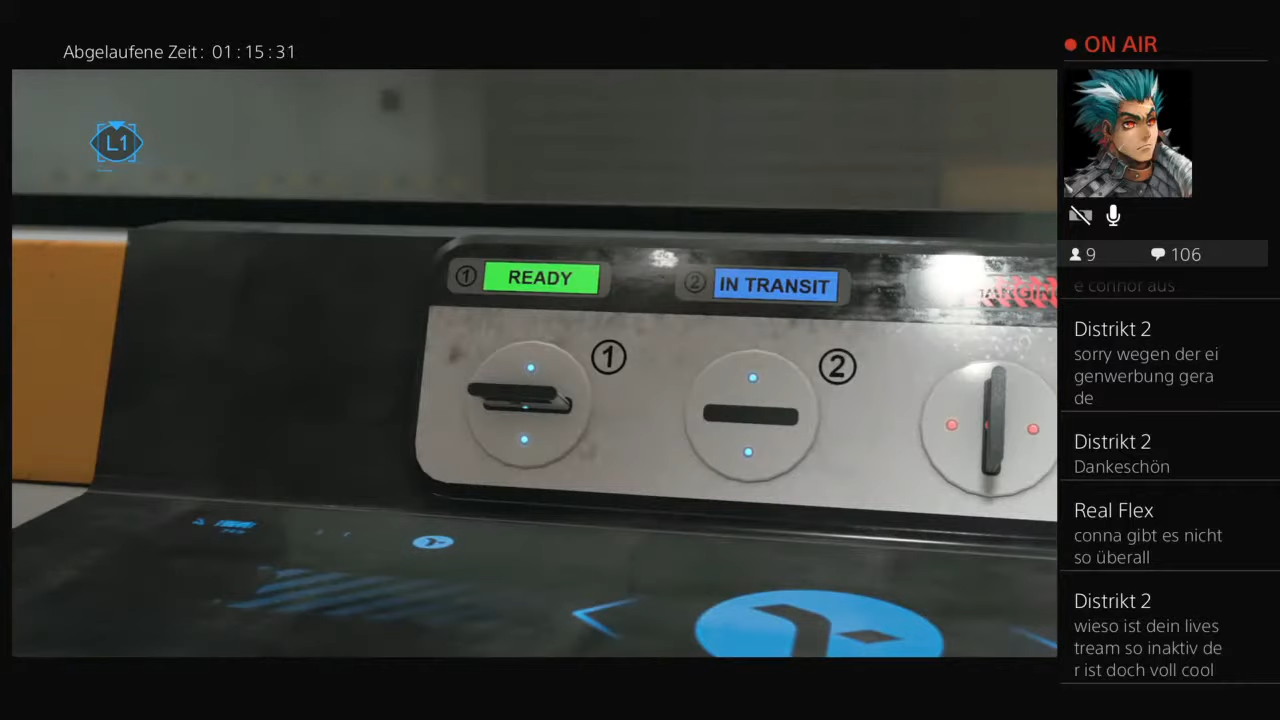 Abgelaufene Zeit: 01:15:31
ON AIR
L1
9 106
e connor aus
① READY
② IN TRANSIT
①
②
Distrikt 2
sorry wegen der ei
genwerbung gera
de
Distrikt 2
Dankeschön
Real Flex
conna gibt es nicht
so überall
Distrikt 2
wieso ist dein lives
tream so inaktiv de
r ist doch voll cool